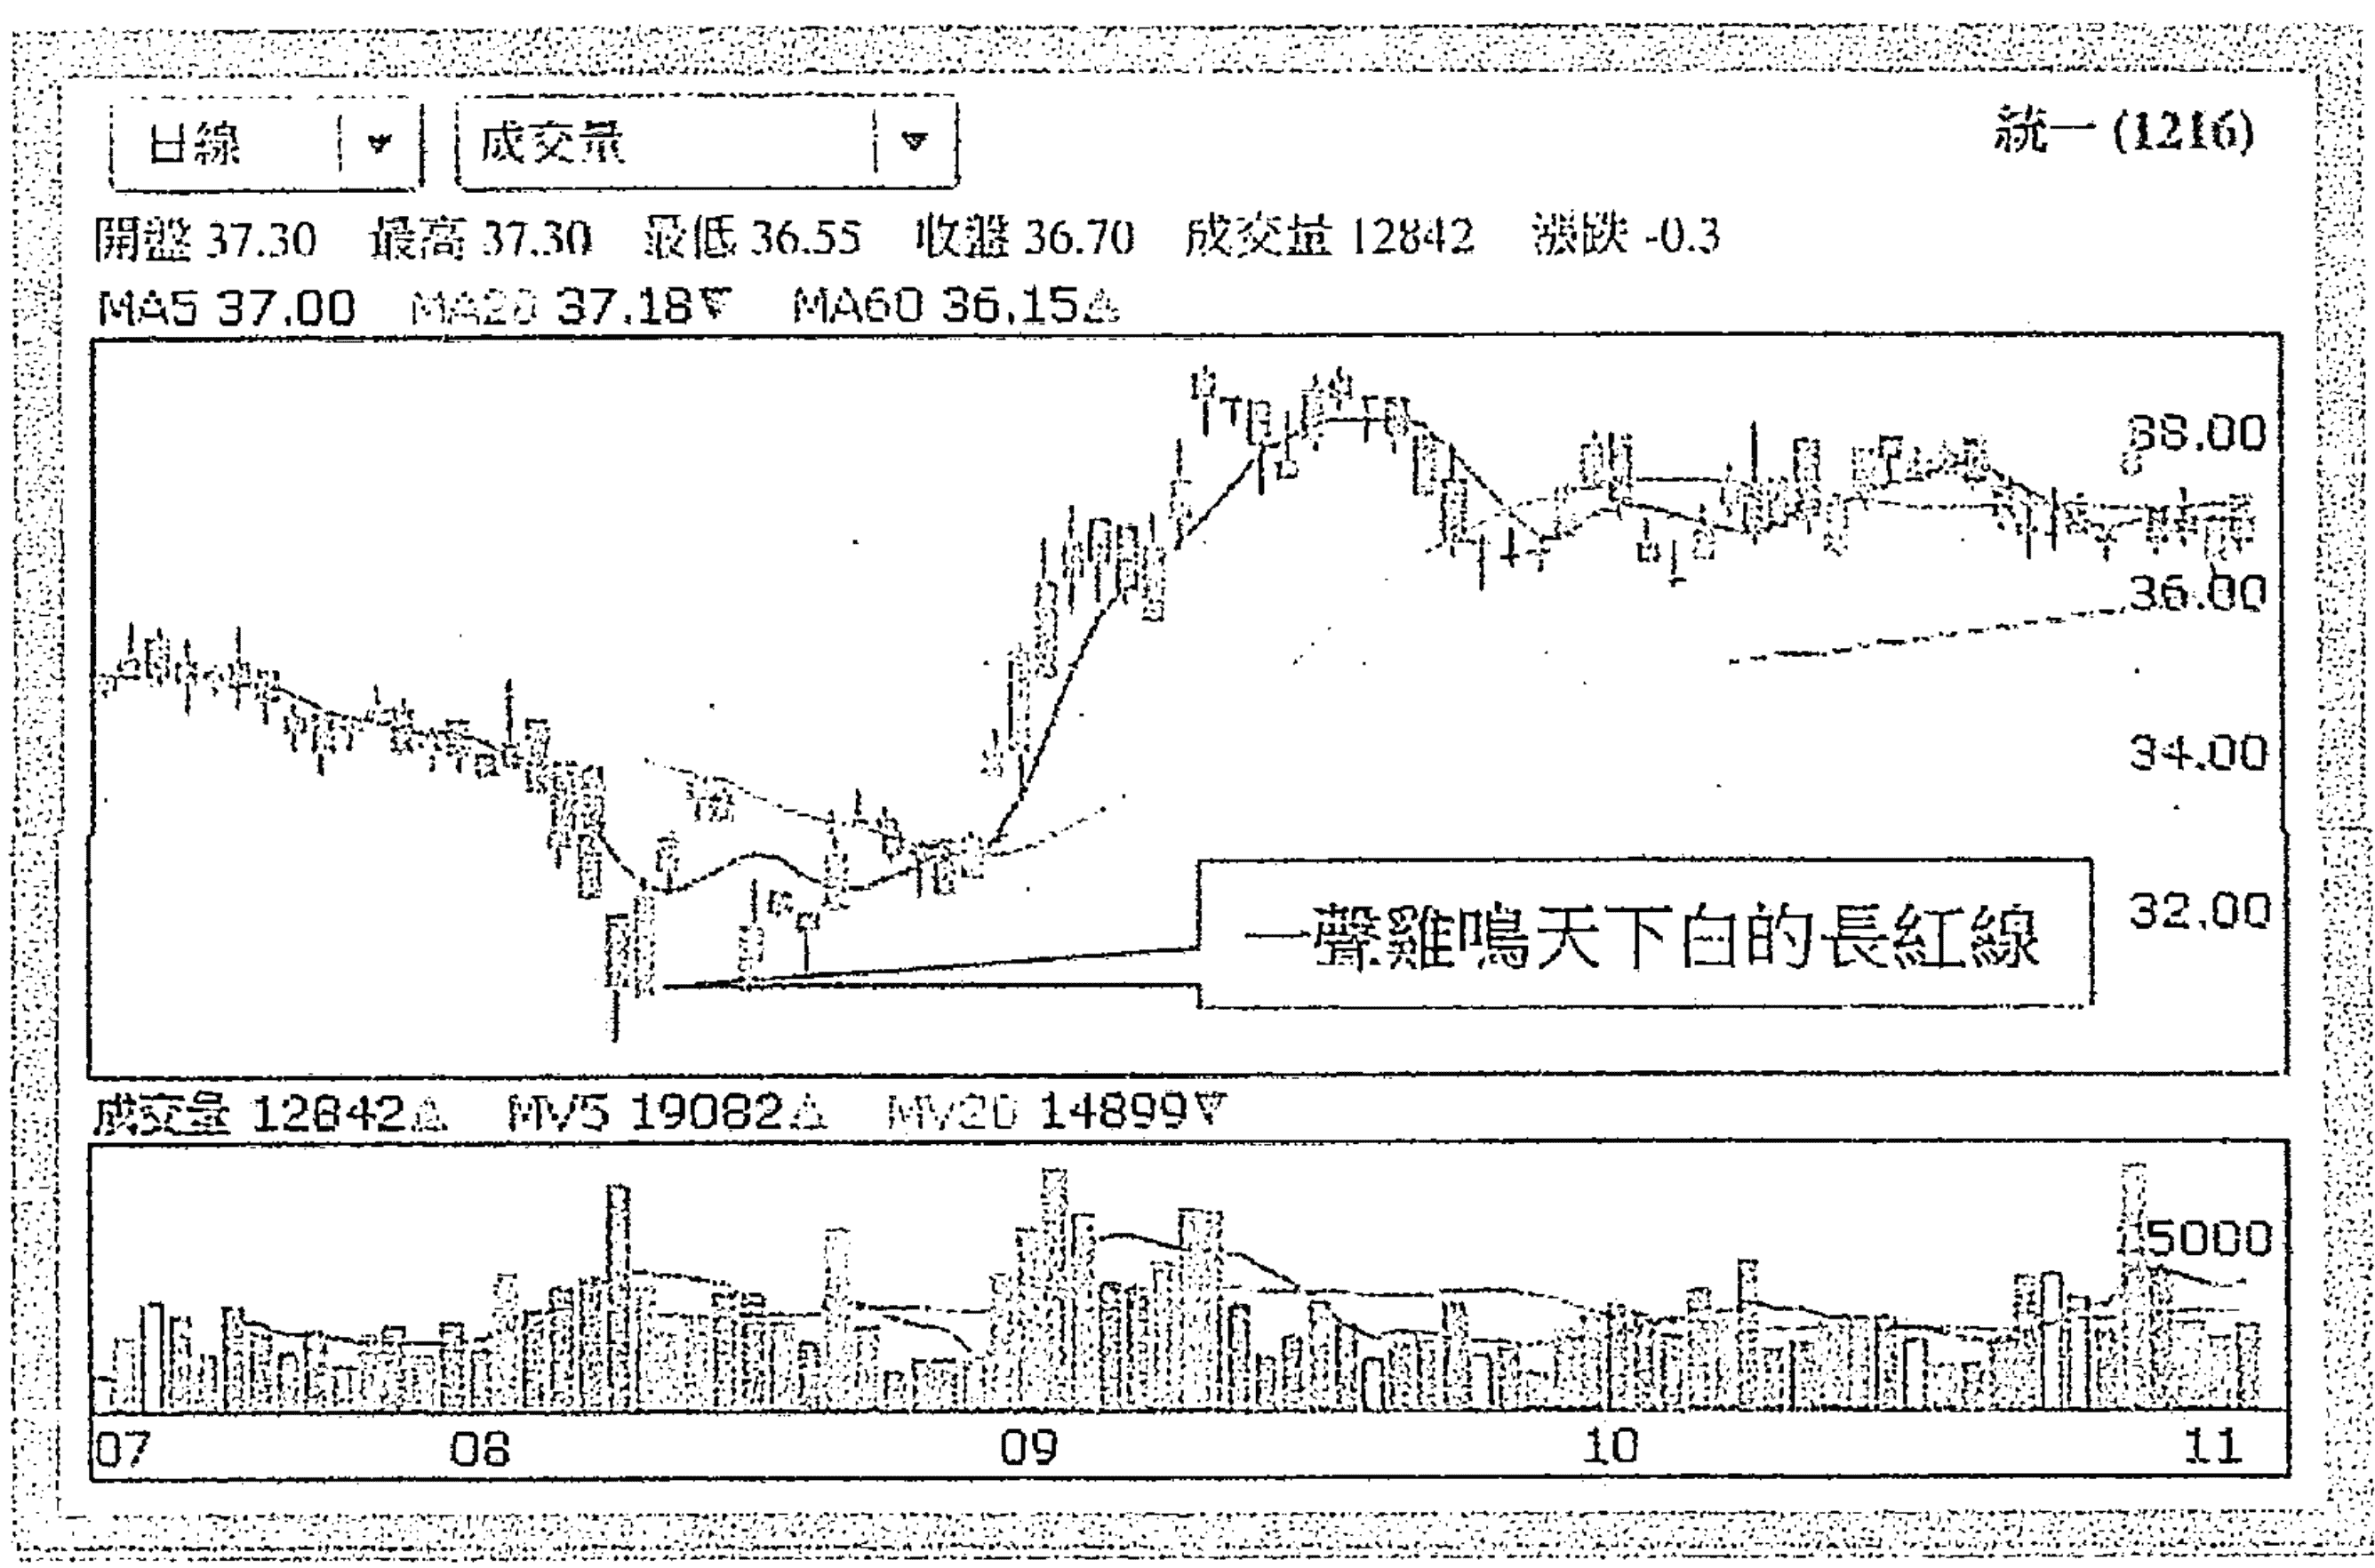 日線 成交量 統一 (1216)
開盤 37.30 最高 37.30 最低 36.55 收盤 36.70 成交量 12842 漲跌 -0.3
MA5 37.00 MA20 37.18▽ MA60 36.15△
38.00
36.00
34.00
32.00
一聲雞鳴天下白的長紅線
成交量 12842△ MV5 19082△ MV20 14899▽
5000
07 08 09 10 11